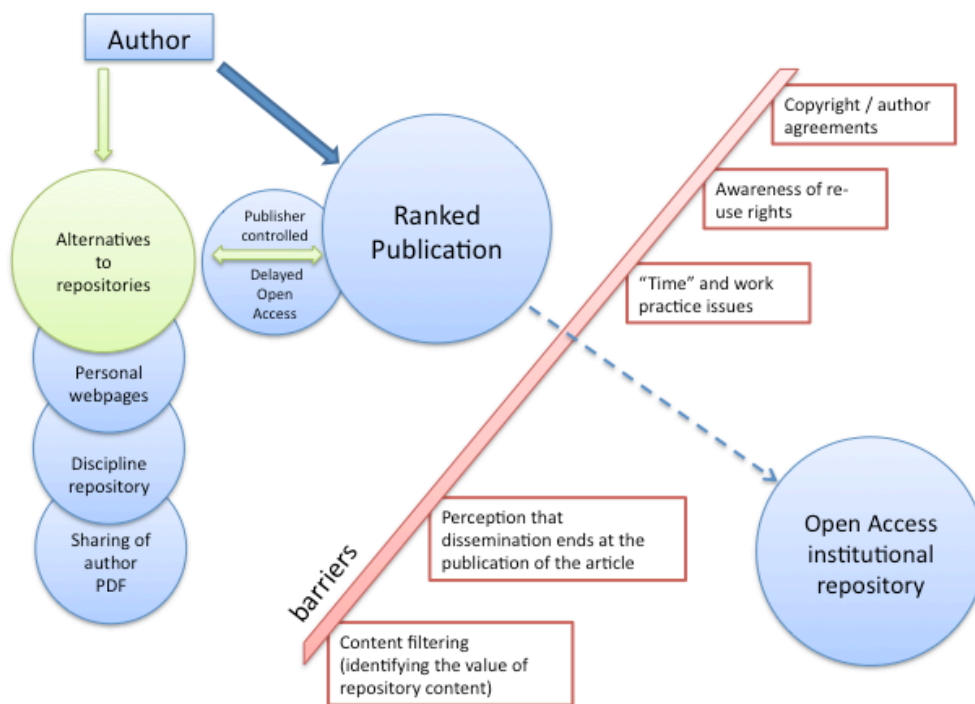 Author
Alternatives
to
repositories
Personal
webpages
Discipline
repository
Sharing of
author
PDF
Publisher
controlled
Delayed
Open
Access
Ranked
Publication
barriers
Copyright / author
agreements
Awareness of re-
use rights
“Time” and work
practice issues
Perception that
dissemination ends at the
publication of the article
Content filtering
(identifying the value of
repository content)
Open Access
institutional
repository